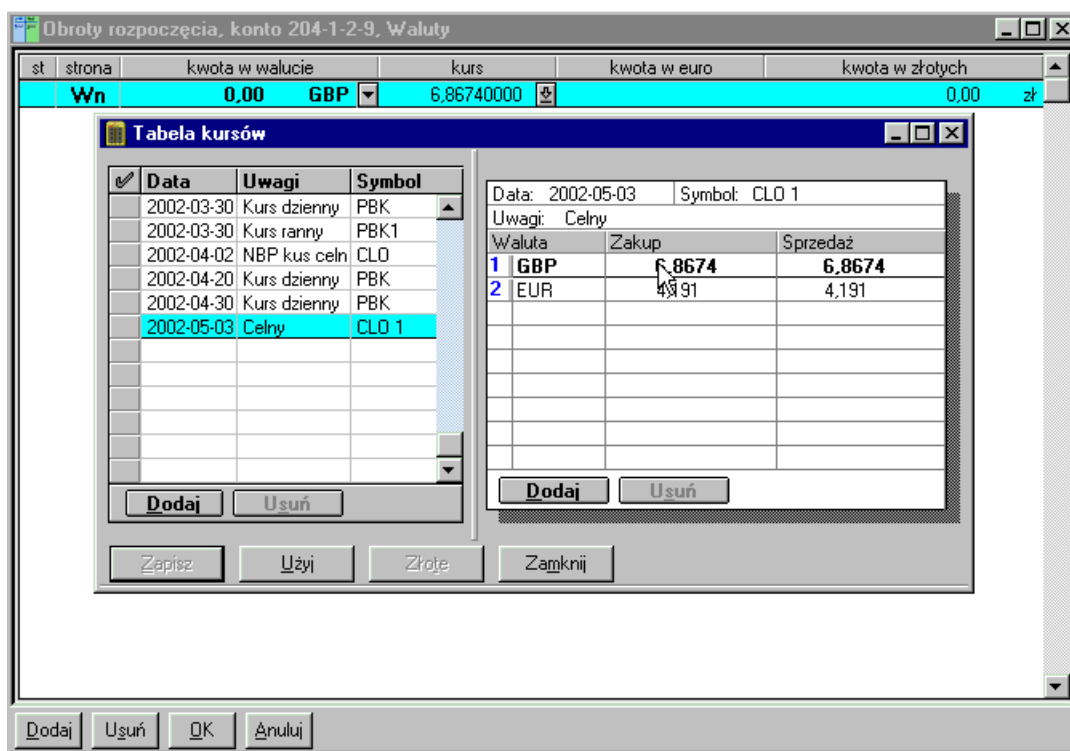 Obroty rozpoczęcia, konto 204-1-2-9, Waluty
st strona kwota w walucie kurs kwota w euro kwota w złotych
Wn 0,00 GBP 6,86740000 0,00 zł
Tabela kursów
Data Uwagi Symbol
2002-03-30 Kurs dzienny PBK
2002-03-30 Kurs ranny PBK1
2002-04-02 NBP kus celn CLO
2002-04-20 Kurs dzienny PBK
2002-04-30 Kurs dzienny PBK
2002-05-03 Celny CLO 1
Dodaj Usuń
Data: 2002-05-03 Symbol: CLO 1
Uwagi: Celny
Waluta Zakup Sprzedaż
1 GBP 6,8674 6,8674
2 EUR 4,191 4,191
Dodaj Usuń
Zapisz Użyj Złote Zamknij
Dodaj Usuń OK Anuluj